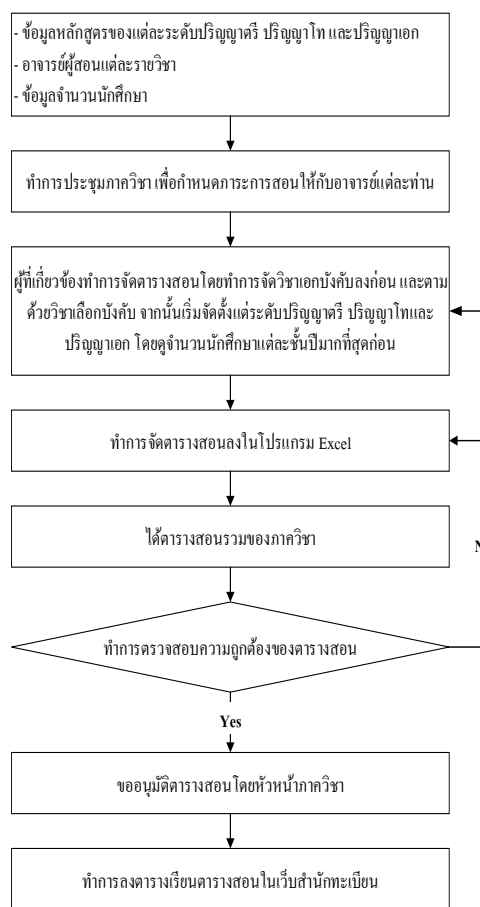 - ข้อมูลหลักสูตรของแต่ละระดับปริญญาตรี ปริญญาโท และปริญญาเอก
- อาจารย์ผู้สอนแต่ละรายวิชา
- ข้อมูลจำนวนนักศึกษา
ทำการประชุมภาควิชา เพื่อกำหนดภาระการสอนให้กับอาจารย์แต่ละท่าน
ผู้ที่เกี่ยวข้องทำการจัดตารางสอนโดยทำการจัดวิชาเอกบังคับลงก่อน และตาม
ด้วยวิชาเลือกบังคับ จากนั้นเริ่มจัดตั้งแต่ระดับปริญญาตรี ปริญญาโทและ
ปริญญาเอก โดยดูจำนวนนักศึกษาแต่ละชั้นปีมากที่สุดก่อน
ทำการจัดตารางสอนลงในโปรแกรม Excel
ได้ตารางสอนรวมของภาควิชา
ทำการตรวจสอบความถูกต้องของตารางสอน
Yes
ขออนุมัติตารางสอนโดยหัวหน้าภาควิชา
ทำการลงตารางเรียนตารางสอนในเว็บสำนักทะเบียน